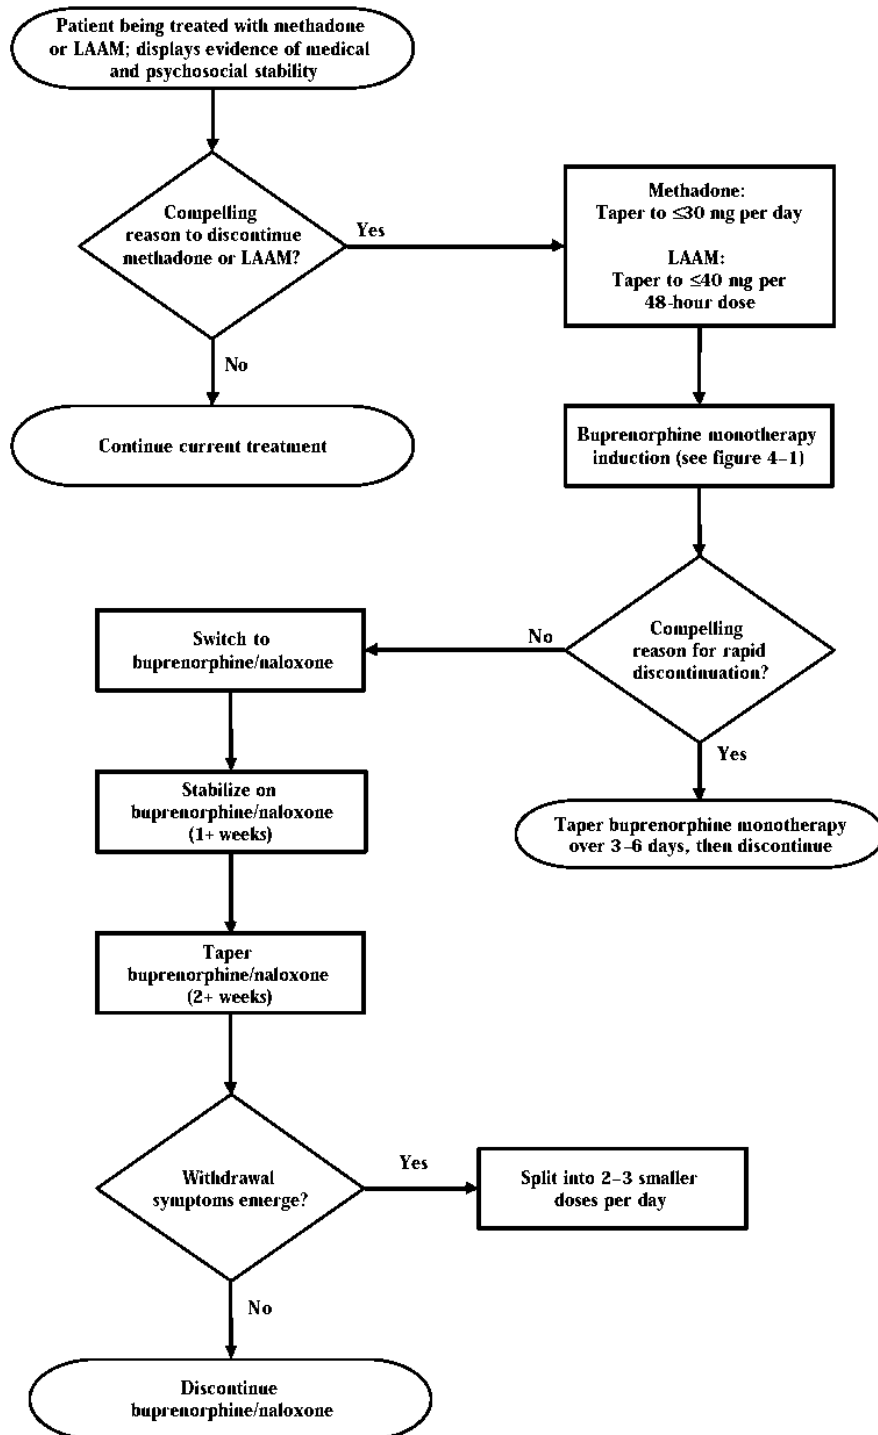 Patient being treated with methadone
or LAAM; displays evidence of medical
and psychosocial stability
Compelling
reason to discontinue
methadone or LAAM?
Yes
Methadone:
Taper to ≤30 mg per day
LAAM:
Taper to ≤40 mg per
48-hour dose
No
Continue current treatment
Buprenorphine monotherapy
induction (see figure 4–1)
Compelling
reason for rapid
discontinuation?
No
Switch to
buprenorphine/naloxone
Yes
Taper buprenorphine monotherapy
over 3–6 days, then discontinue
Stabilize on
buprenorphine/naloxone
(1+ weeks)
Taper
buprenorphine/naloxone
(2+ weeks)
Withdrawal
symptoms emerge?
Yes
Split into 2–3 smaller
doses per day
No
Discontinue
buprenorphine/naloxone